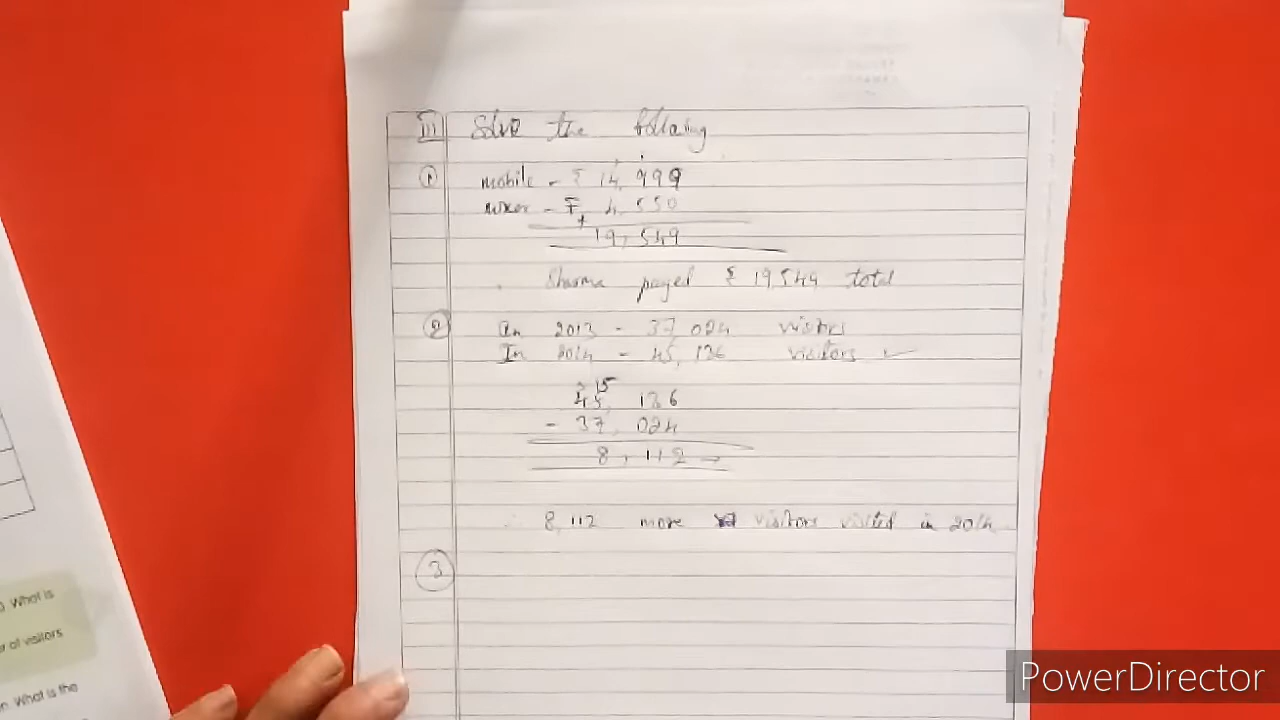 III Solve the following
① mobile - ₹ 14,999
mixer - ₹ 4,550
+
19,549
Sharma payed ₹ 19,549 total
② In 2013 - 37,024 visitors
In 2014 - 45,136 visitors ✓
3 15
45,136
- 37,024
8,112
∴ 8,112 more visitors visited in 2014
③
. What is
r of visitors
n. What is the
PowerDirector